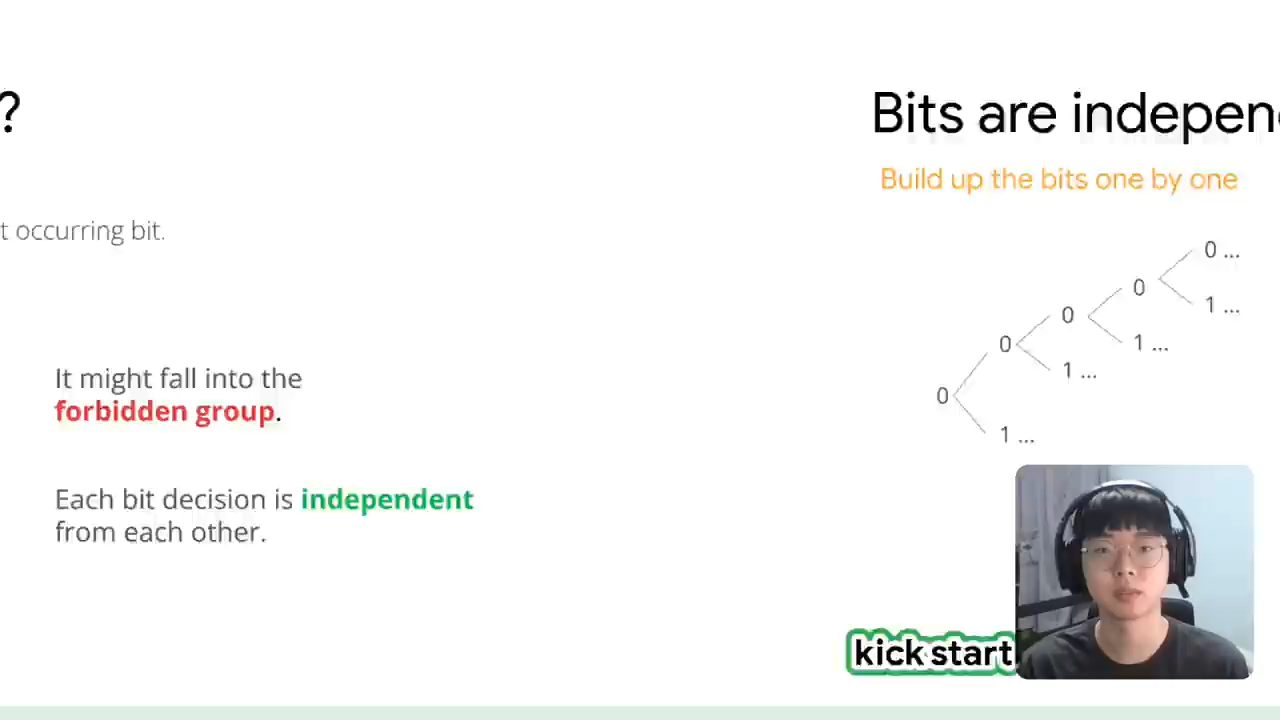 ?
t occurring bit.
It might fall into the
forbidden group.
Each bit decision is independent
from each other.
Bits are indepen
Build up the bits one by one
0 ...
0
1 ...
0
1 ...
0
1 ...
0
1 ...
kick start